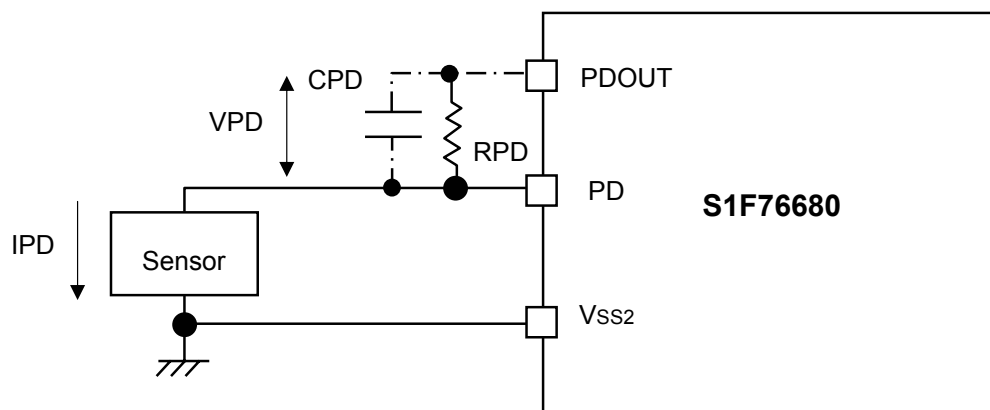 CPD
PDOUT
VPD
RPD
PD
S1F76680
IPD
Sensor
VSS2